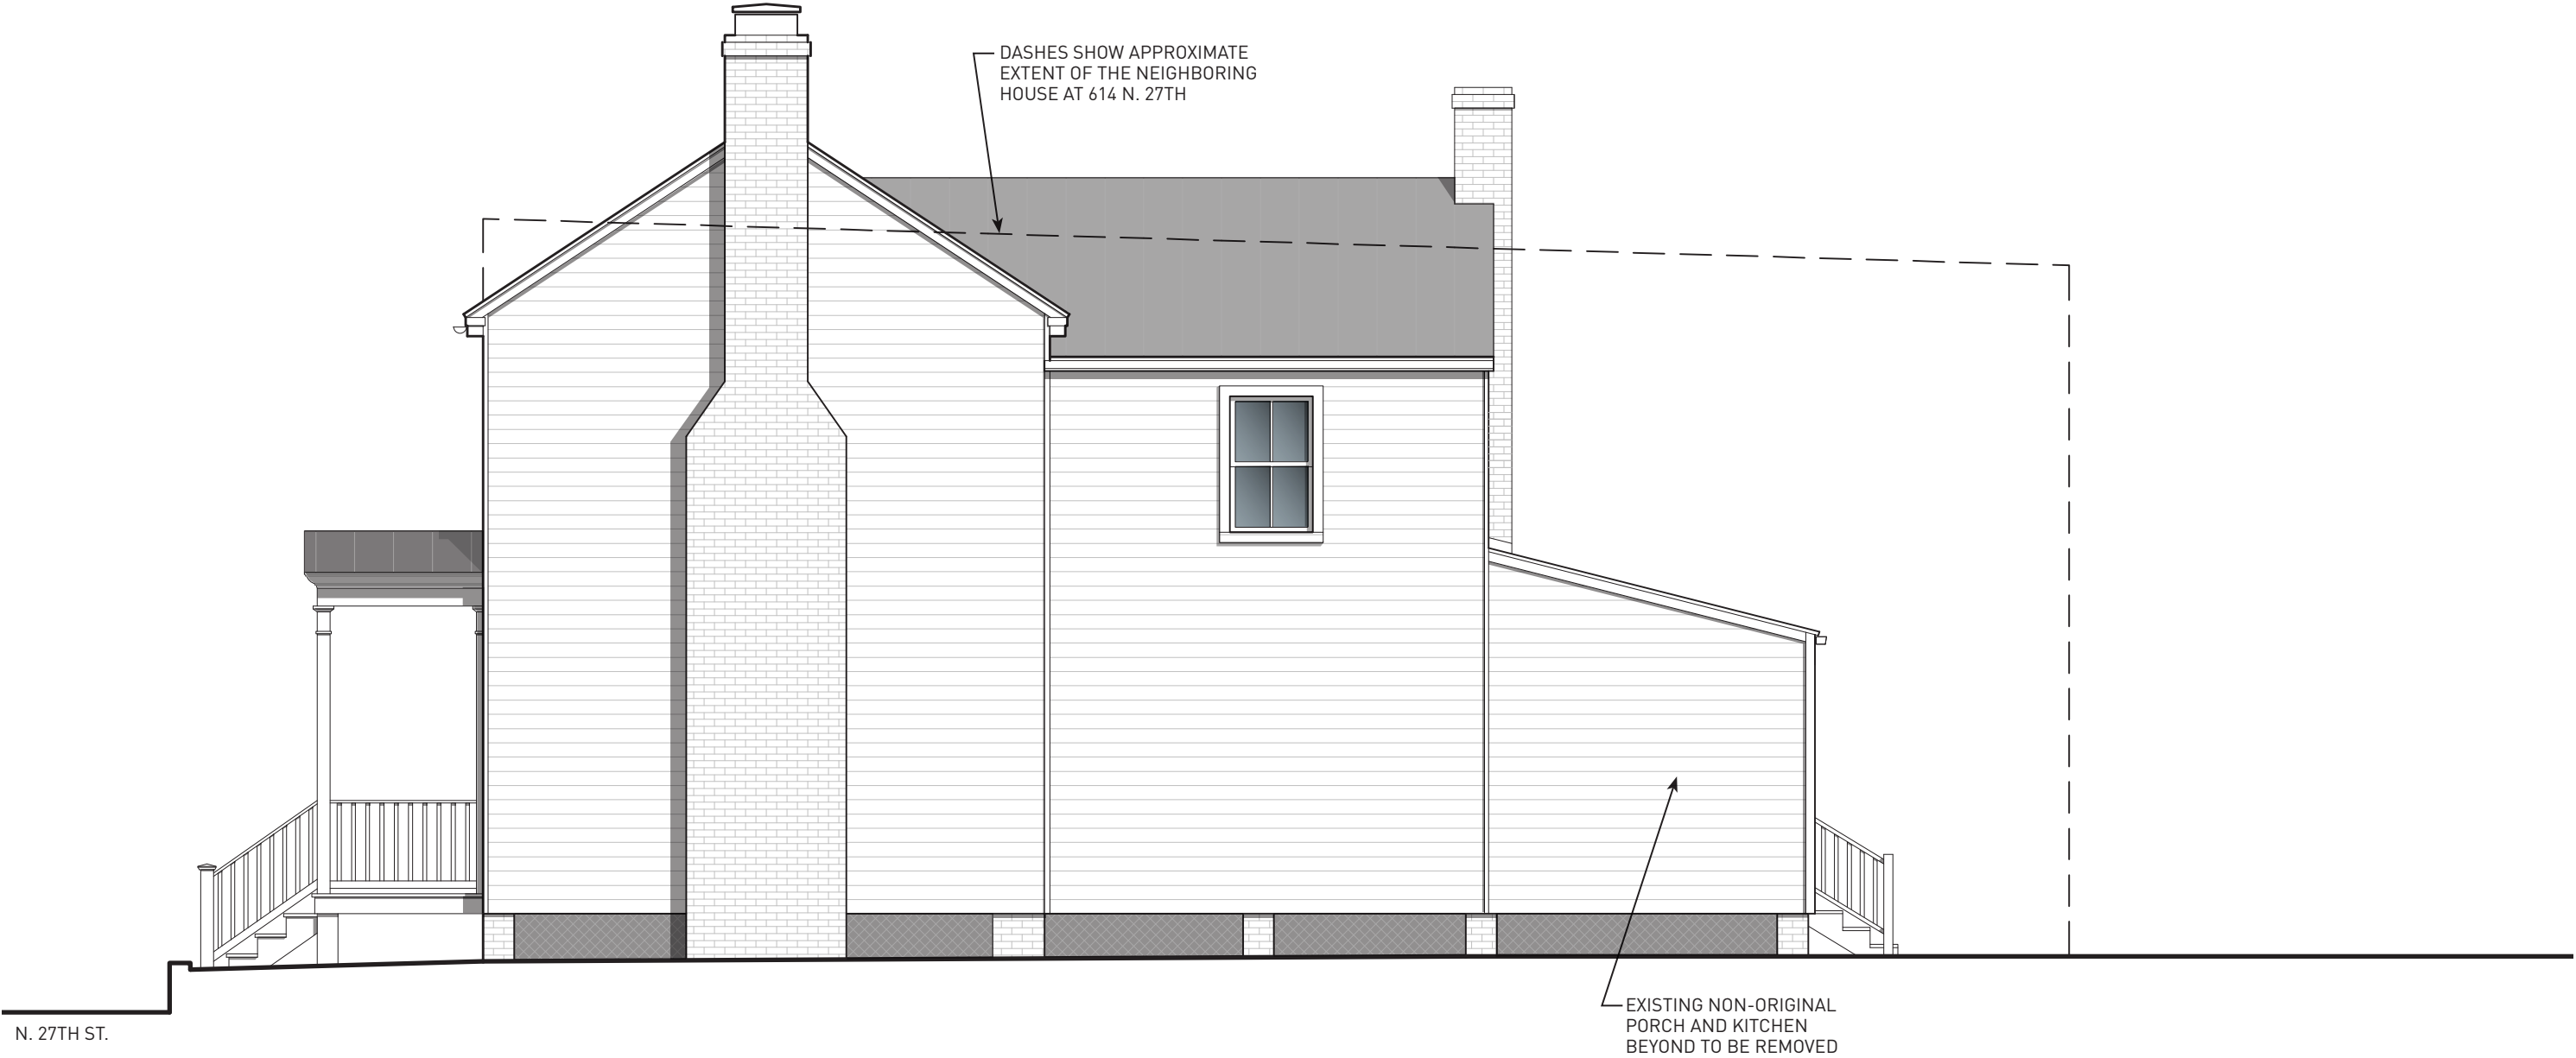 DASHES SHOW APPROXIMATE
EXTENT OF THE NEIGHBORING
HOUSE AT 614 N. 27TH
EXISTING NON-ORIGINAL
PORCH AND KITCHEN
BEYOND TO BE REMOVED
N. 27TH ST.